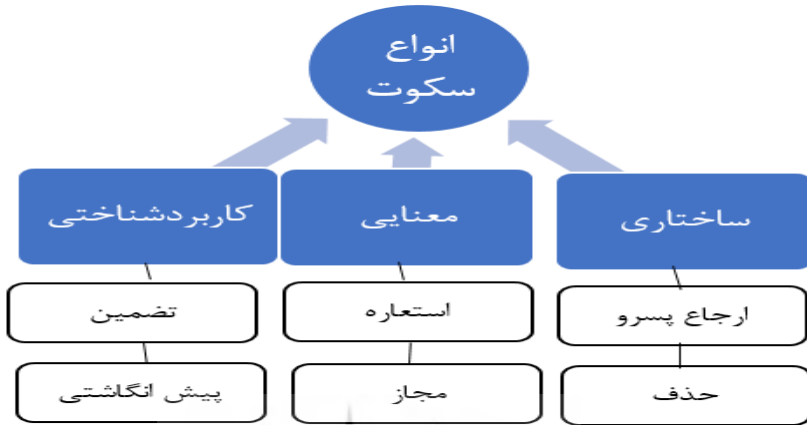 انواع
سکوت
ساختاری
معنایی
کاربردشناختی
ارجاع پسرو
استعاره
تضمین
حذف
مجاز
پیش انگاشتی